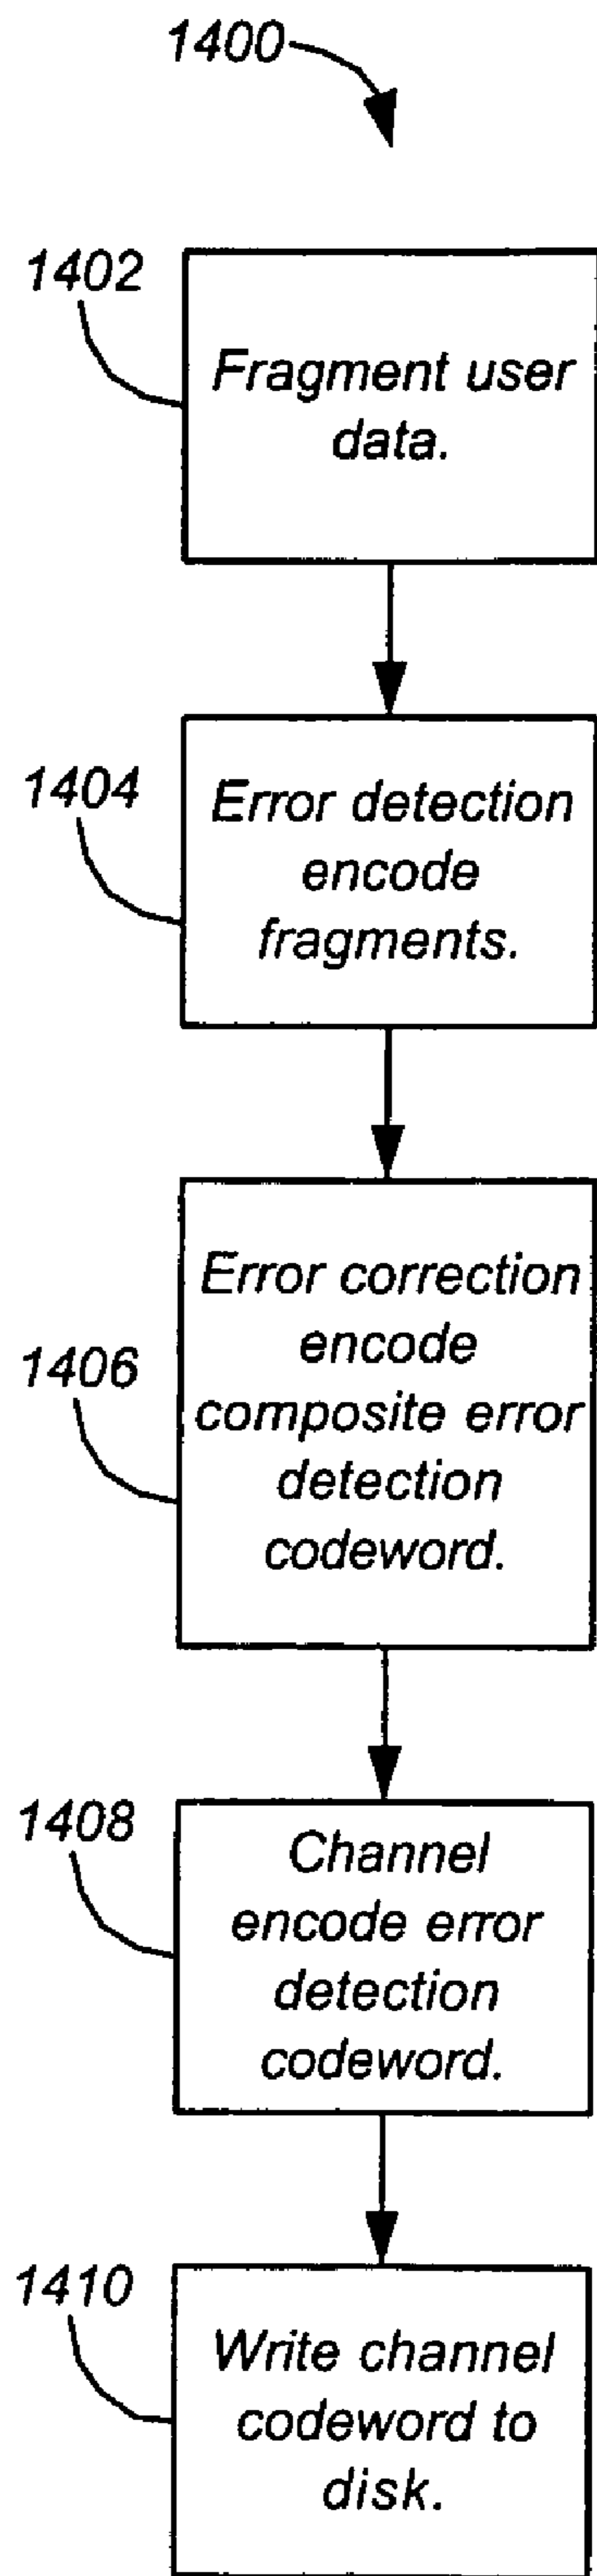 1400
1402
Fragment user
data.
1404
Error detection
encode
fragments.
1406
Error correction
encode
composite error
detection
codeword.
1408
Channel
encode error
detection
codeword.
1410
Write channel
codeword to
disk.